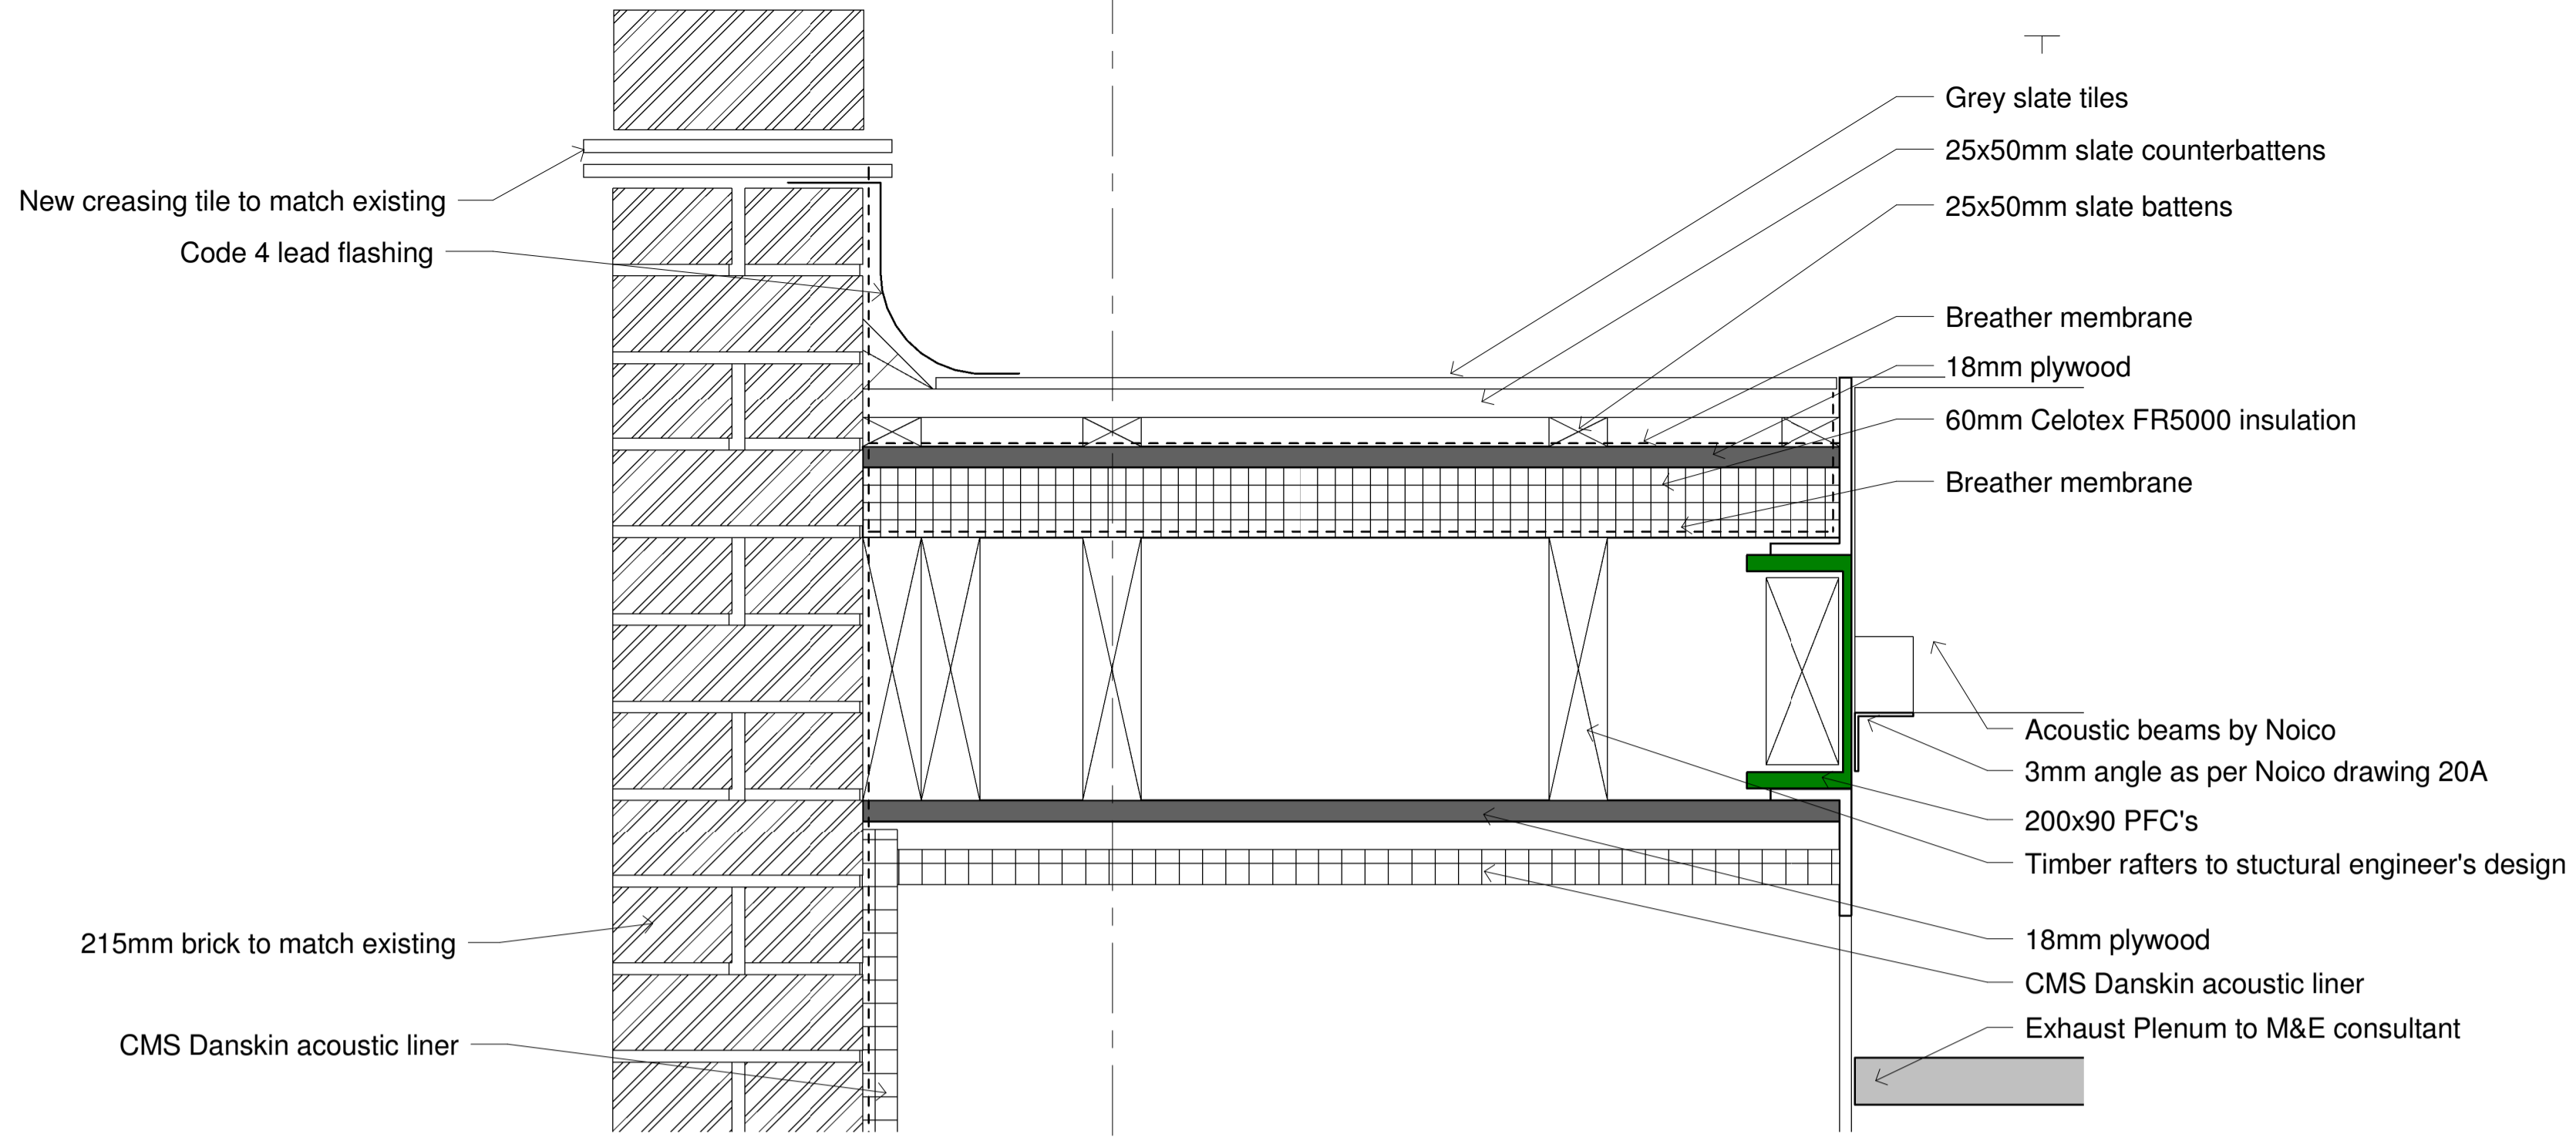 New creasing tile to match existing
Code 4 lead flashing
215mm brick to match existing
CMS Danskin acoustic liner
Grey slate tiles
25x50mm slate counterbattens
25x50mm slate battens
Breather membrane
18mm plywood
60mm Celotex FR5000 insulation
Breather membrane
Acoustic beams by Noico
3mm angle as per Noico drawing 20A
200x90 PFC's
Timber rafters to stuctural engineer's design
18mm plywood
CMS Danskin acoustic liner
Exhaust Plenum to M&E consultant